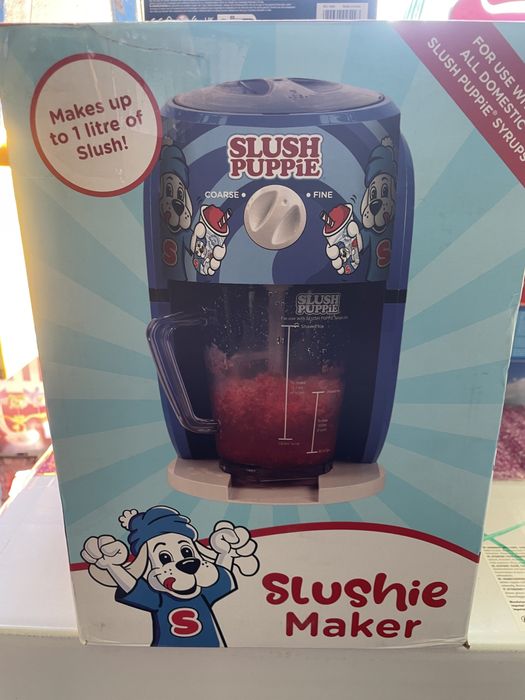 Makes up
to 1 litre of
Slush!
FOR USE W
ALL DOMESTIC
SLUSH PUPPIE® SYRUPS
SLUSH
PUPPiE
COARSE • • FINE
S
S
SLUSH
PUPPiE
S
Slushie
Maker